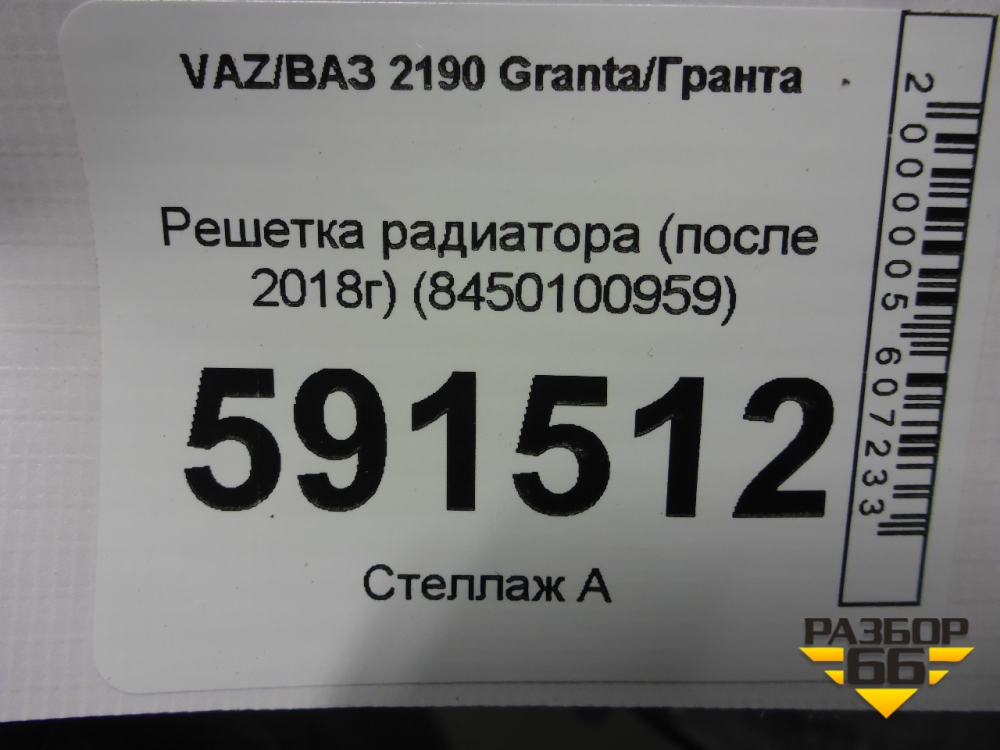 VAZ/ВАЗ 2190 Granta/Гранта
Решетка радиатора (после
2018г) (8450100959)
591512
Стеллаж А
2000005607233
РАЗБОР
66